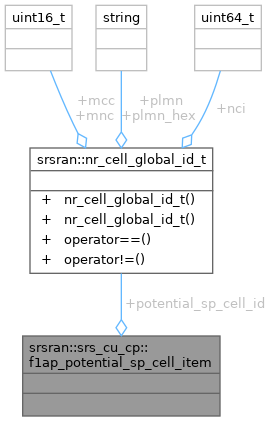 uint16_t
string
uint64_t
+mcc
+mnc
+plmn
+plmn_hex
+nci
srsran::nr_cell_global_id_t
+ nr_cell_global_id_t()
+ nr_cell_global_id_t()
+ operator==()
+ operator!=()
+potential_sp_cell_id
srsran::srs_cu_cp::
f1ap_potential_sp_cell_item